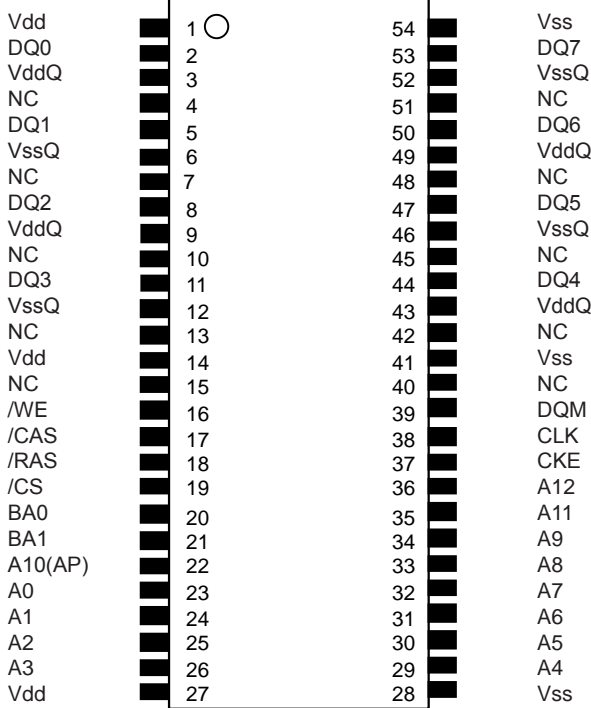 Vdd 1 54 Vss
DQ0 2 53 DQ7
VddQ 3 52 VssQ
NC 4 51 NC
DQ1 5 50 DQ6
VssQ 6 49 VddQ
NC 7 48 NC
DQ2 8 47 DQ5
VddQ 9 46 VssQ
NC 10 45 NC
DQ3 11 44 DQ4
VssQ 12 43 VddQ
NC 13 42 NC
Vdd 14 41 Vss
NC 15 40 NC
/WE 16 39 DQM
/CAS 17 38 CLK
/RAS 18 37 CKE
/CS 19 36 A12
BA0 20 35 A11
BA1 21 34 A9
A10(AP) 22 33 A8
A0 23 32 A7
A1 24 31 A6
A2 25 30 A5
A3 26 29 A4
Vdd 27 28 Vss